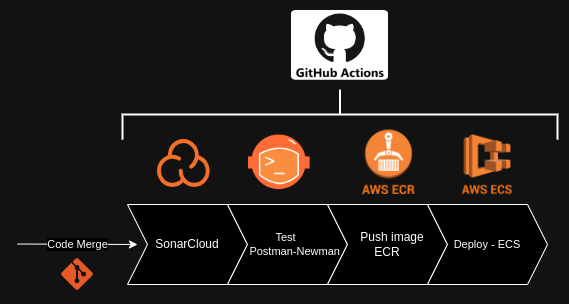 GitHub Actions
>_
AWS ECR
AWS ECS
Code Merge
SonarCloud
Test
Postman-Newman
Push image
ECR
Deploy - ECS